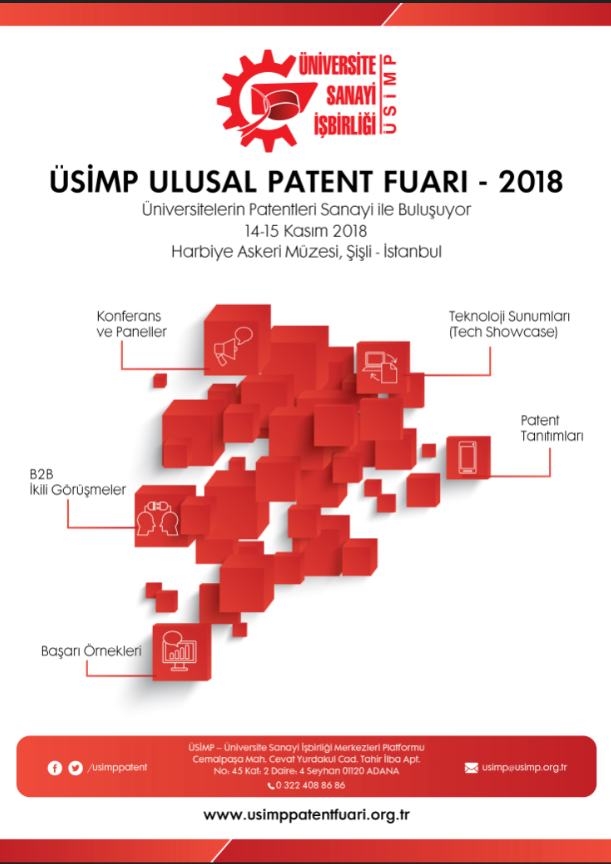 ÜNİVERSİTE
SANAYİ
İŞBİRLİĞİ
ÜSİMP
ÜSİMP ULUSAL PATENT FUARI - 2018
Üniversitelerin Patentleri Sanayi ile Buluşuyor
14-15 Kasım 2018
Harbiye Askeri Müzesi, Şişli - İstanbul
Konferans
ve Paneller
Teknoloji Sunumları
(Tech Showcase)
Patent
Tanıtımları
B2B
İkili Görüşmeler
Başarı Örnekleri
/usimppatent
ÜSİMP – Üniversite Sanayi İşbirliği Merkezleri Platformu
Cemalpaşa Mah. Cevat Yurdakul Cad. Tahir İlba Apt.
No: 45 Kat: 2 Daire: 4 Seyhan 01120 ADANA
0 322 408 86 86
usimp@usimp.org.tr
www.usimppatentfuari.org.tr